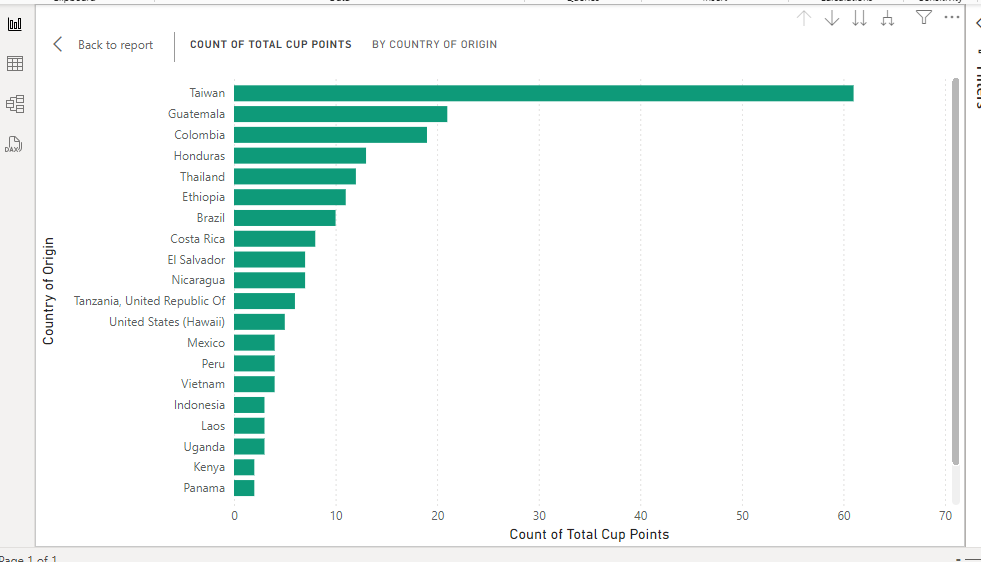 Back to report
COUNT OF TOTAL CUP POINTS BY COUNTRY OF ORIGIN
Country of Origin
Taiwan
Guatemala
Colombia
Honduras
Thailand
Ethiopia
Brazil
Costa Rica
El Salvador
Nicaragua
Tanzania, United Republic Of
United States (Hawaii)
Mexico
Peru
Vietnam
Indonesia
Laos
Uganda
Kenya
Panama
0 10 20 30 40 50 60 70
Count of Total Cup Points
DAX
Page 1 of 1